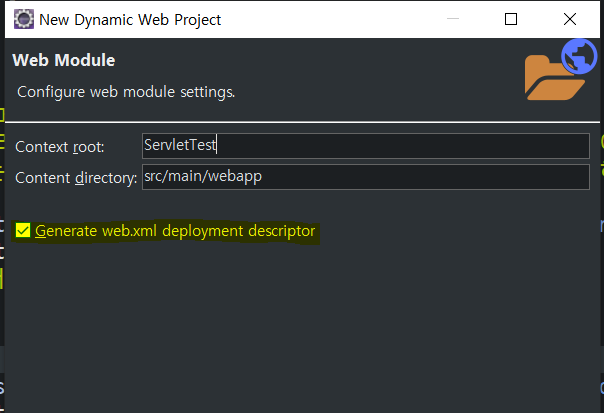 New Dynamic Web Project
Web Module
Configure web module settings.
Context root:
ServletTest
Content directory:
src/main/webapp
Generate web.xml deployment descriptor